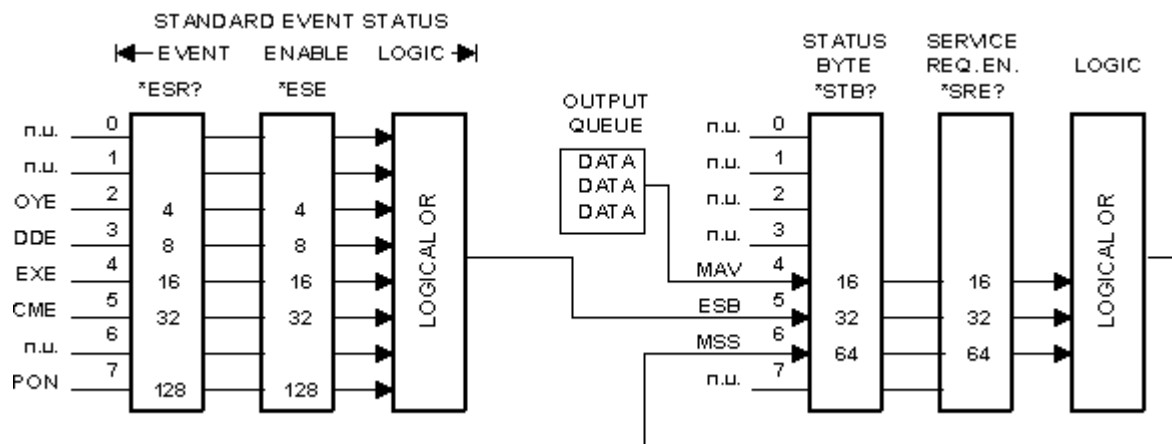 STANDARD EVENT STATUS
EVENT ENABLE LOGIC
*ESR? *ESE
n.u. 0
n.u. 1
OYE 2 4 4
DDE 3 8 8
EXE 4 16 16
CME 5 32 32
n.u. 6
PON 7 128 128
LOGICAL OR
OUTPUT
QUEUE
DATA
DATA
DATA
STATUS
BYTE
*STB?
SERVICE
REQ.EN.
*SRE?
LOGIC
n.u. 0
n.u. 1
n.u. 2
n.u. 3
MAV 4 16 16
ESB 5 32 32
MSS 6 64 64
n.u. 7
LOGICAL OR